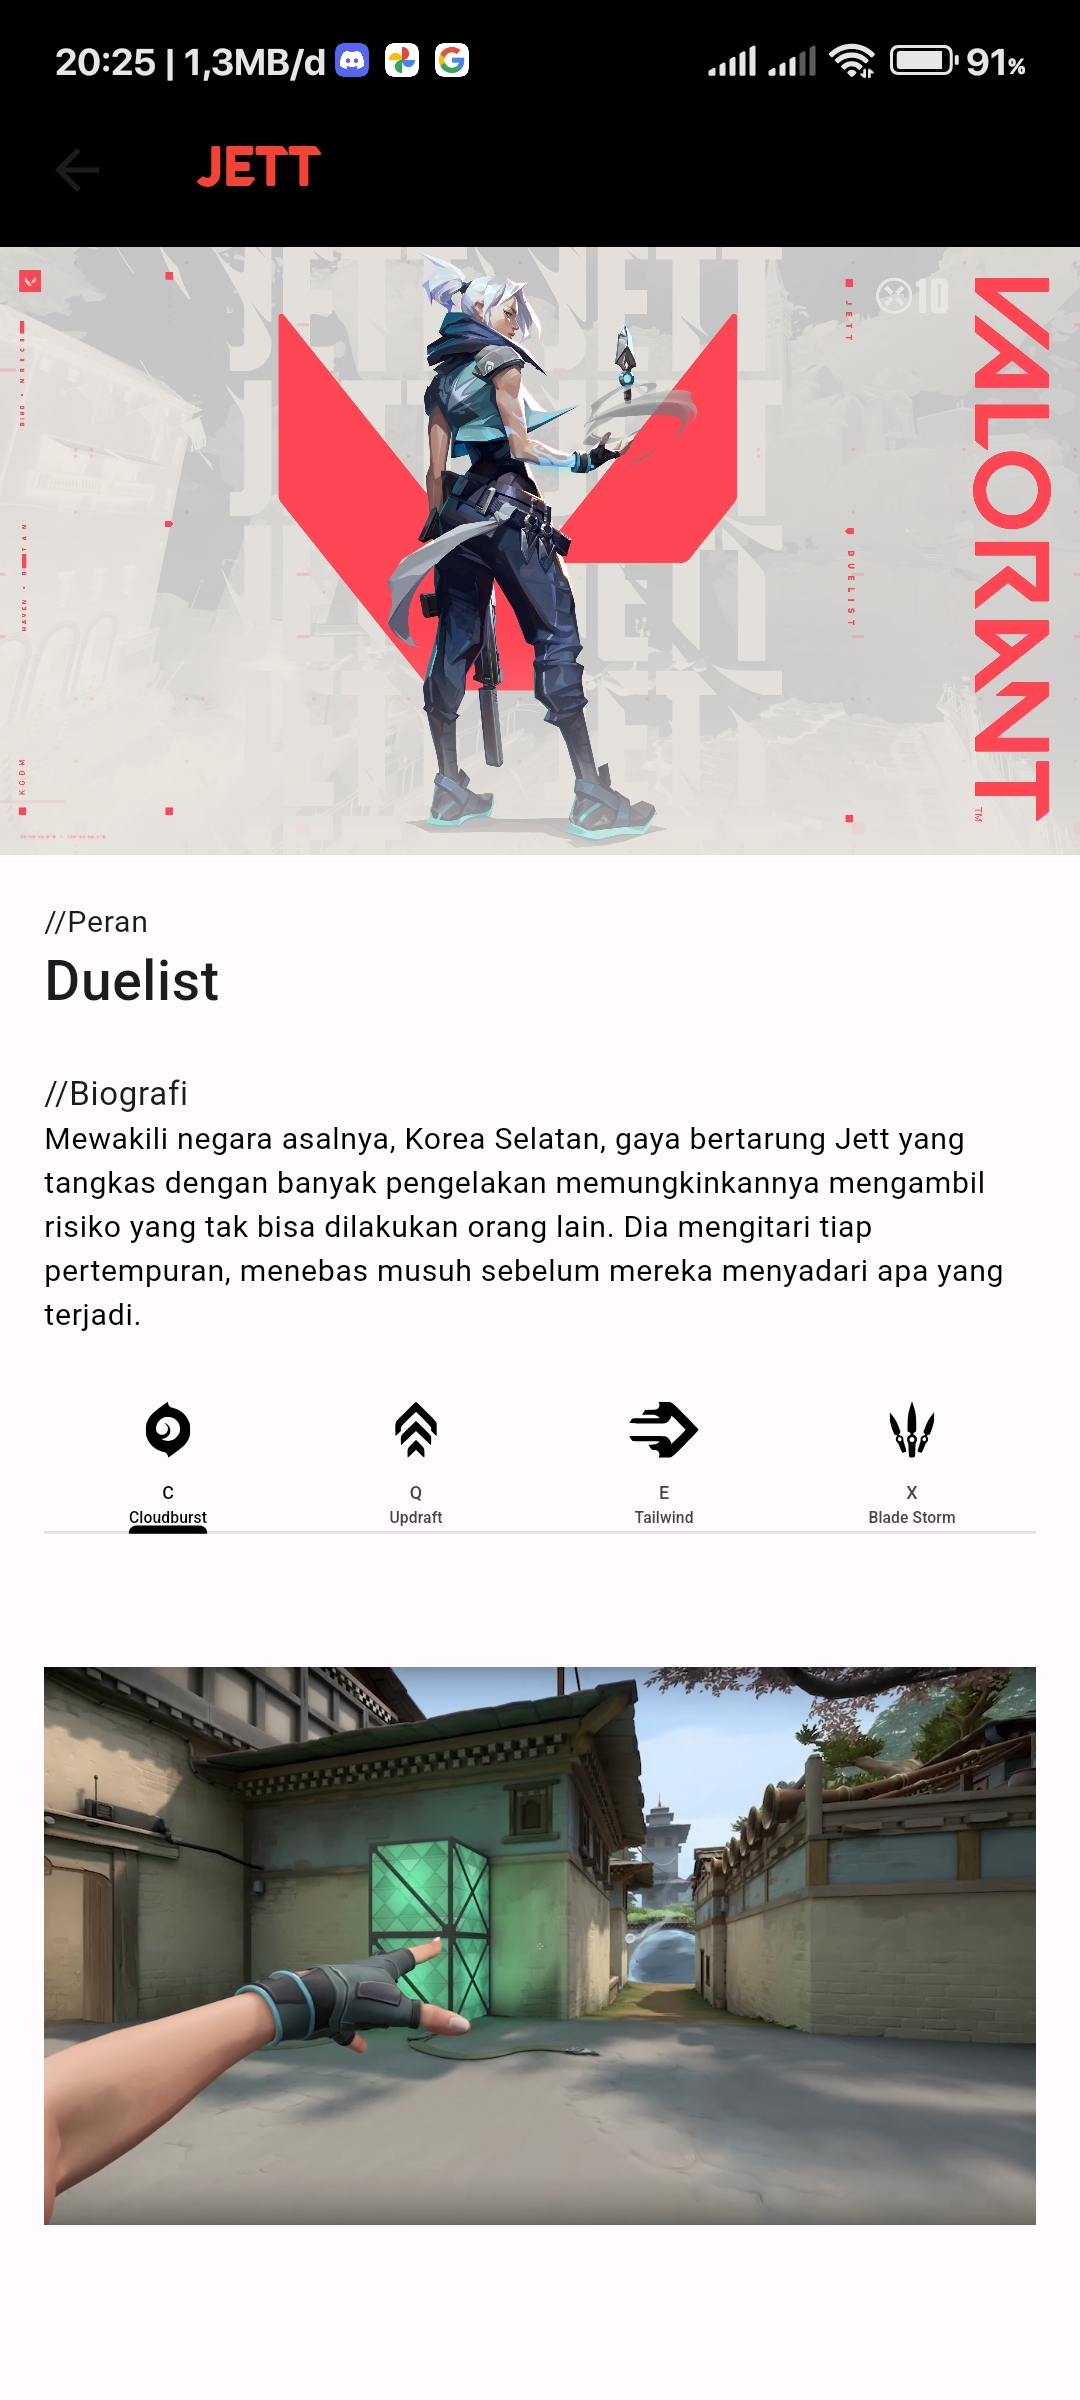 20:25 | 1,3MB/d
91%
JETT
VALORANT
TM
10
JETT
DUELIST
K G D M
//Peran
Duelist
//Biografi
Mewakili negara asalnya, Korea Selatan, gaya bertarung Jett yang
tangkas dengan banyak pengelakan memungkinkannya mengambil
risiko yang tak bisa dilakukan orang lain. Dia mengitari tiap
pertempuran, menebas musuh sebelum mereka menyadari apa yang
terjadi.
C
Cloudburst
Q
Updraft
E
Tailwind
X
Blade Storm